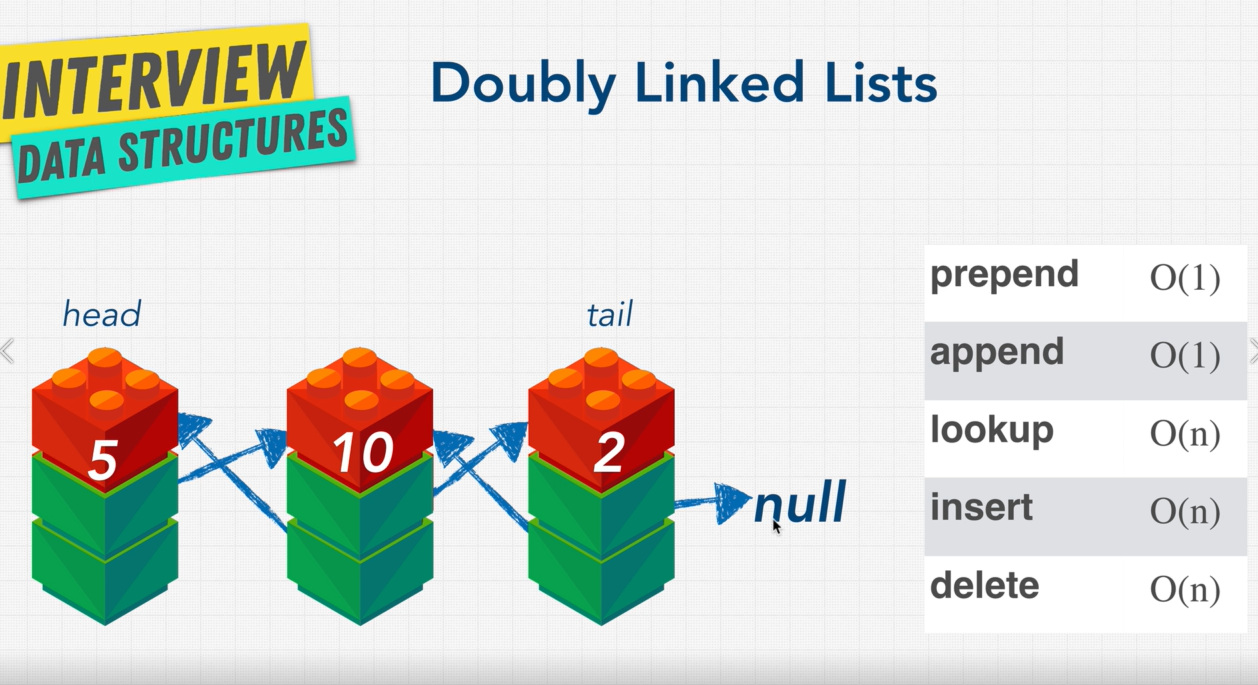 INTERVIEW
DATA STRUCTURES
Doubly Linked Lists
head
tail
5
10
2
null
prepend O(1)
append O(1)
lookup O(n)
insert O(n)
delete O(n)